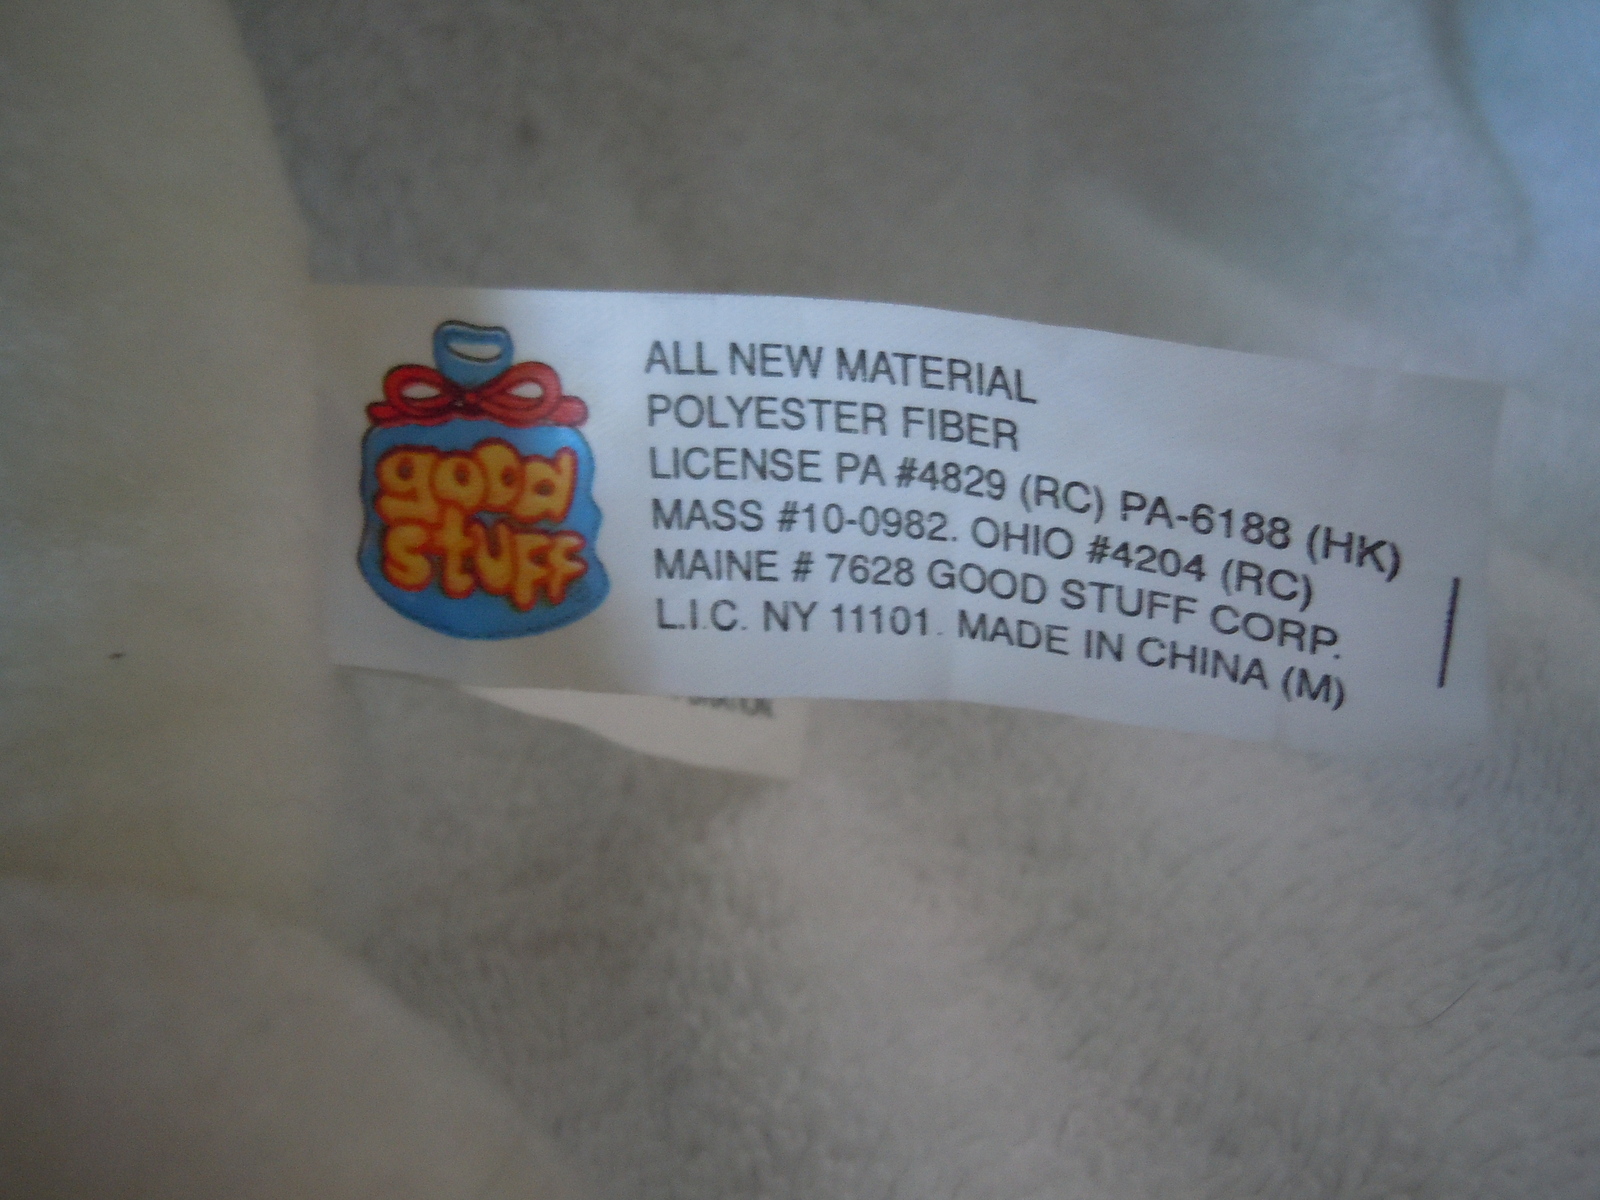 good
stuff
ALL NEW MATERIAL
POLYESTER FIBER
LICENSE PA #4829 (RC) PA-6188 (HK)
MASS #10-0982. OHIO #4204 (RC)
MAINE # 7628 GOOD STUFF CORP.
L.I.C. NY 11101. MADE IN CHINA (M)